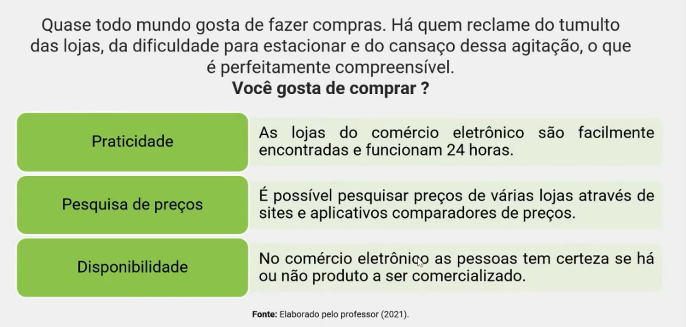 Quase todo mundo gosta de fazer compras. Há quem reclame do tumulto
das lojas, da dificuldade para estacionar e do cansaço dessa agitação, o que
é perfeitamente compreensível.
Você gosta de comprar ?
Praticidade
As lojas do comércio eletrônico são facilmente
encontradas e funcionam 24 horas.
Pesquisa de preços
É possível pesquisar preços de várias lojas através de
sites e aplicativos comparadores de preços.
Disponibilidade
No comércio eletrônico as pessoas tem certeza se há
ou não produto a ser comercializado.
Fonte: Elaborado pelo professor (2021).